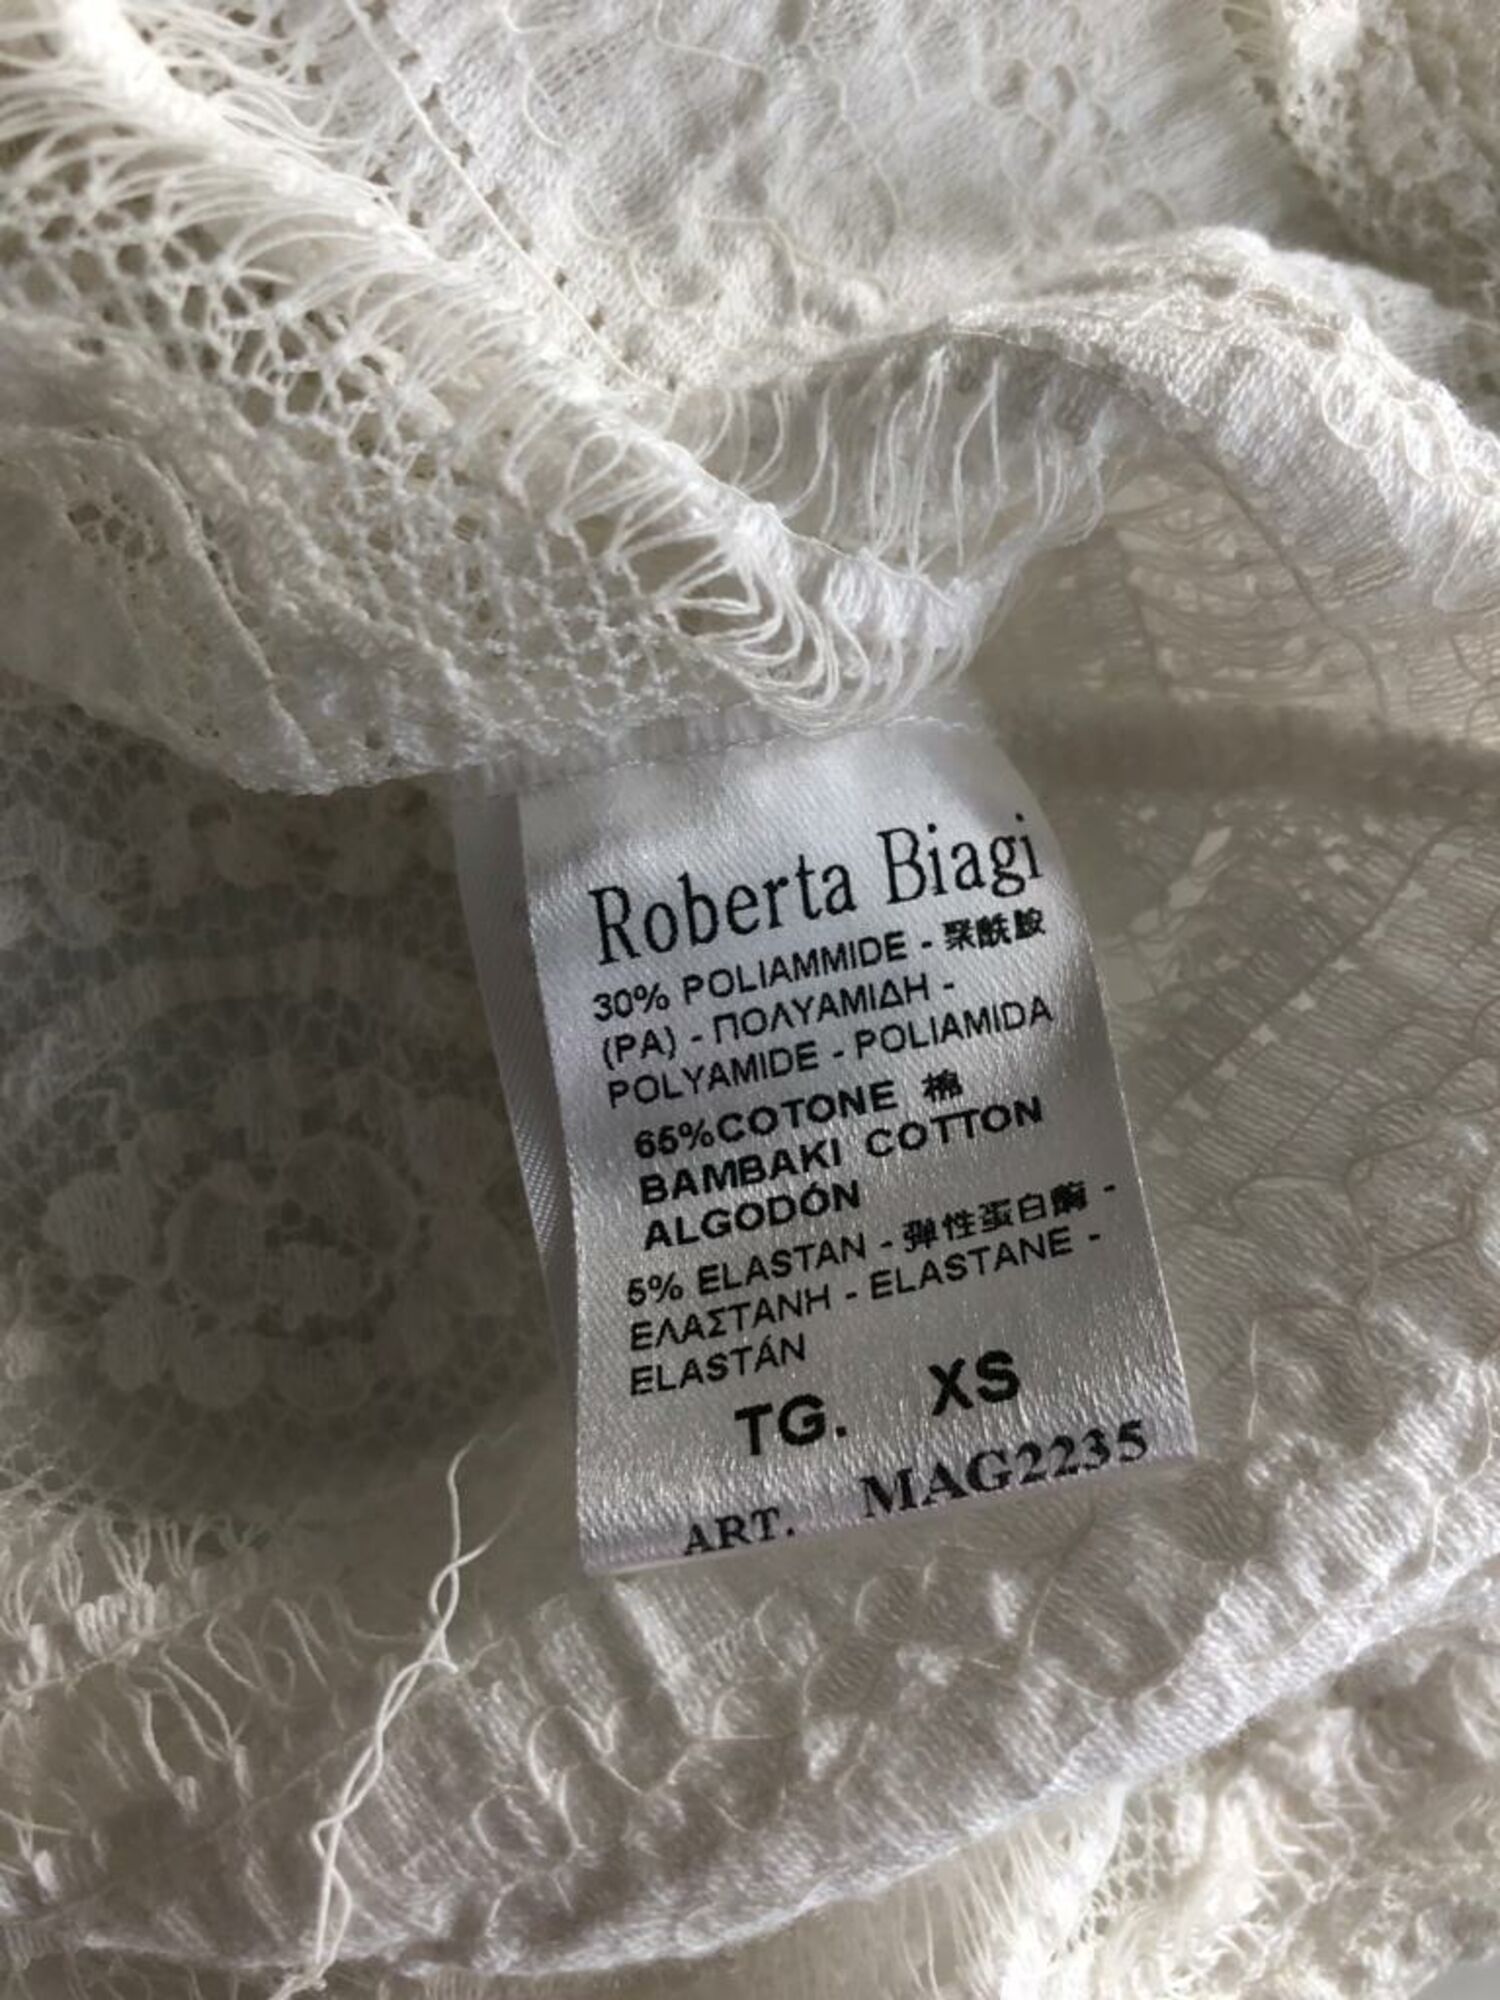 Roberta Biagi
30% POLIAMMIDE - 聚酰胺
(PA) - ΠΟΛΥΑΜΙΔΗ -
POLYAMIDE - POLIAMIDA
65%COTONE 棉
BAMBAKI COTTON
ALGODÓN
5% ELASTAN - 弹性蛋白酶 -
ΕΛΑΣΤΑΝΗ - ELASTANE -
ELASTÁN
TG. XS
ART. MAG2235